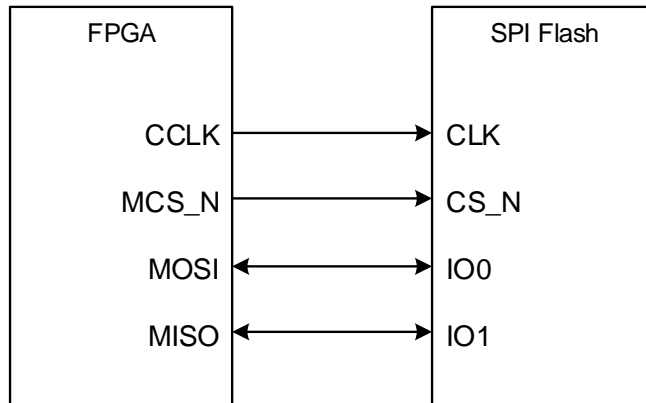 FPGA SPI Flash
CCLK CLK
MCS_N CS_N
MOSI IO0
MISO IO1